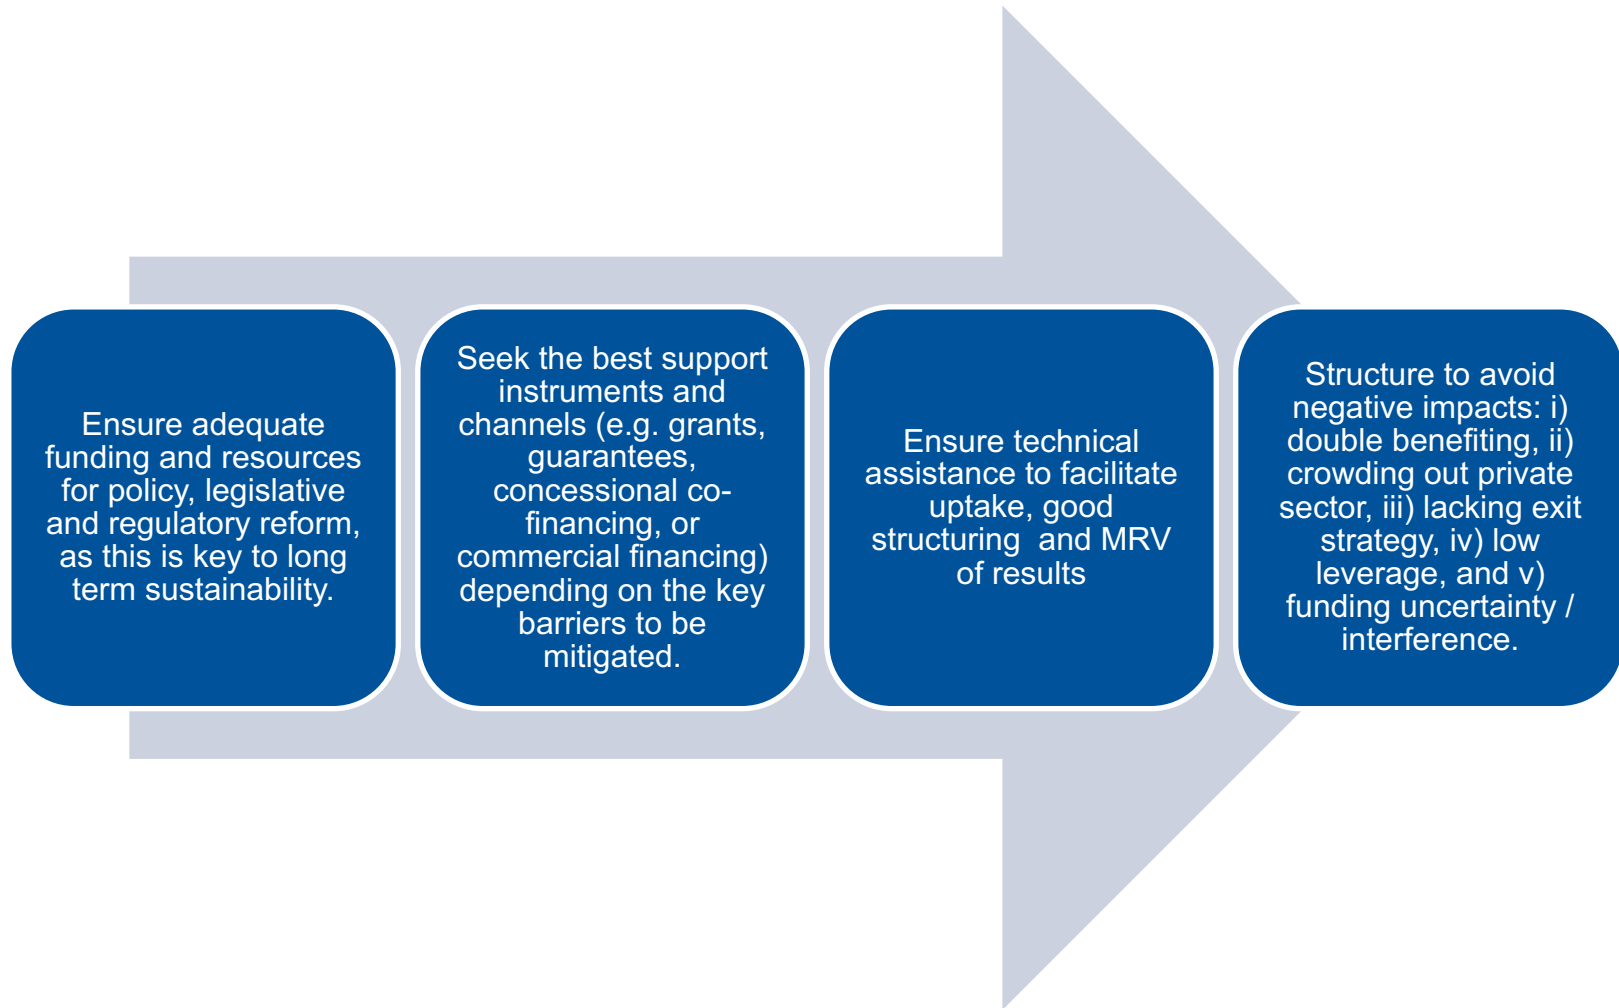 Ensure adequate
funding and resources
for policy, legislative
and regulatory reform,
as this is key to long
term sustainability.
Seek the best support
instruments and
channels (e.g. grants,
guarantees,
concessional co-
financing, or
commercial financing)
depending on the key
barriers to be
mitigated.
Ensure technical
assistance to facilitate
uptake, good
structuring  and MRV
of results
Structure to avoid
negative impacts: i)
double benefiting, ii)
crowding out private
sector, iii) lacking exit
strategy, iv) low
leverage, and v)
funding uncertainty /
interference.